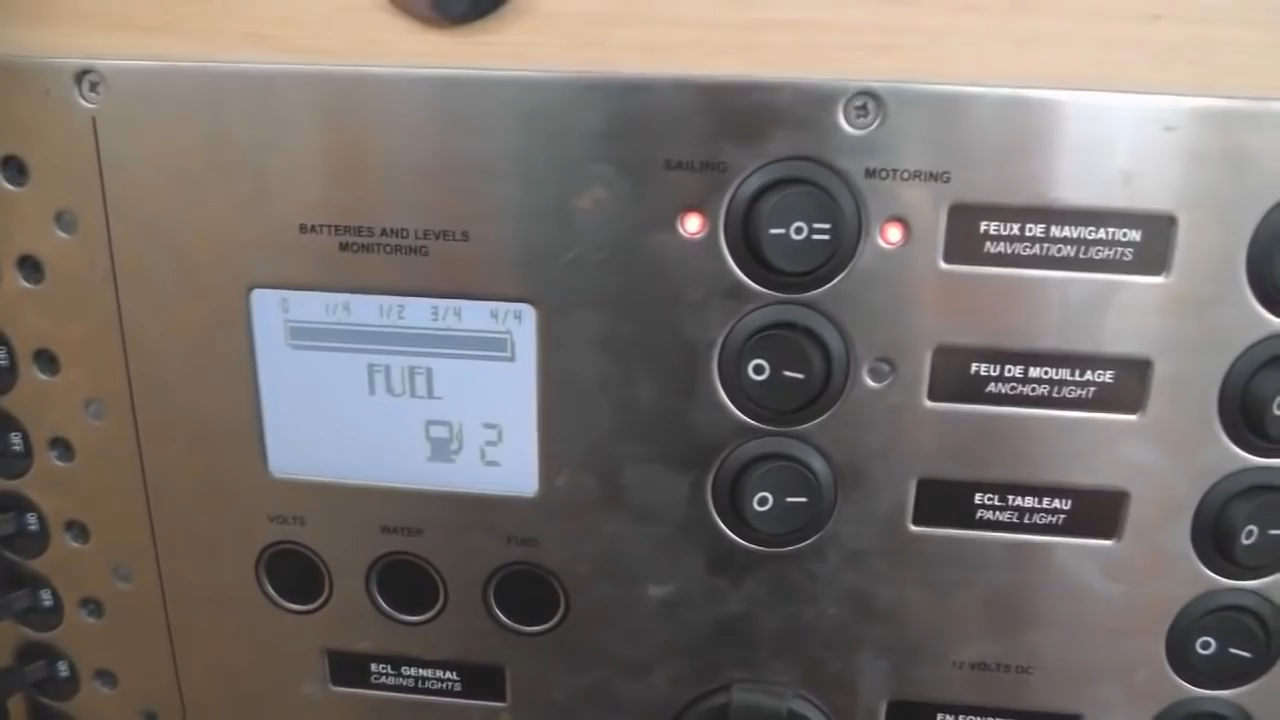 SAILING
MOTORING
BATTERIES AND LEVELS
MONITORING
FEUX DE NAVIGATION
NAVIGATION LIGHTS
0 1/4 1/2 3/4 4/4
FUEL
2
FEU DE MOUILLAGE
ANCHOR LIGHT
ECL.TABLEAU
PANEL LIGHT
VOLTS
WATER
FUEL
ECL. GENERAL
CABINS LIGHTS
12 VOLTS DC
OFF
OFF
OFF
OFF
OFF